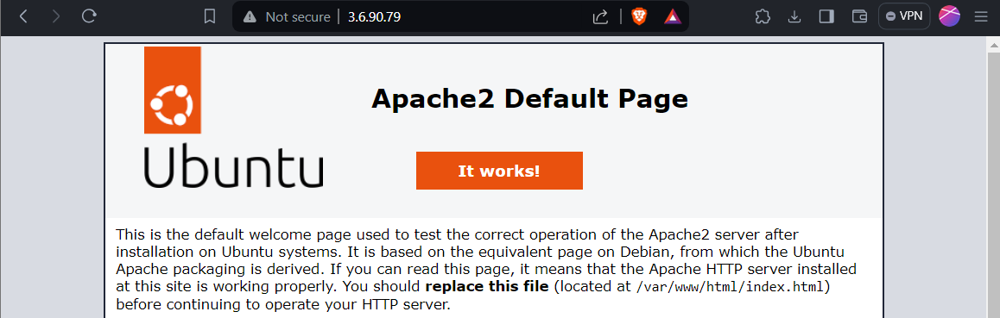 Not secure 3.6.90.79 VPN
Apache2 Default Page
Ubuntu
It works!
This is the default welcome page used to test the correct operation of the Apache2 server after
installation on Ubuntu systems. It is based on the equivalent page on Debian, from which the Ubuntu
Apache packaging is derived. If you can read this page, it means that the Apache HTTP server installed
at this site is working properly. You should replace this file (located at /var/www/html/index.html)
before continuing to operate your HTTP server.